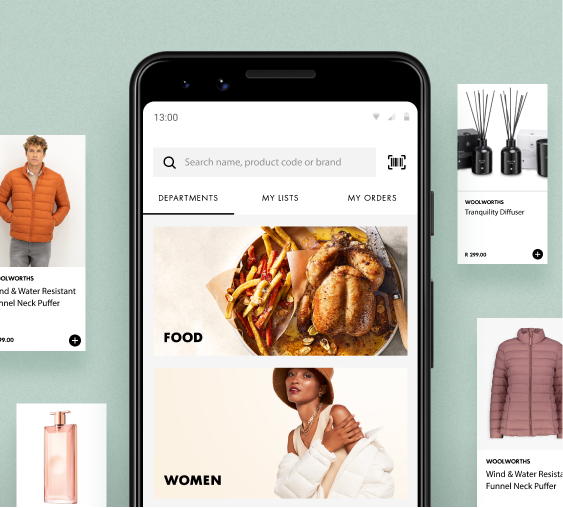 13:00
Search name, product code or brand
DEPARTMENTS
MY LISTS
MY ORDERS
FOOD
WOMEN
OOLWORTHS
nd & Water Resistant
nnel Neck Puffer
99.00
WOOLWORTHS
Tranquility Diffuser
R 299.00
WOOLWORTHS
Wind & Water Resista
Funnel Neck Puffer